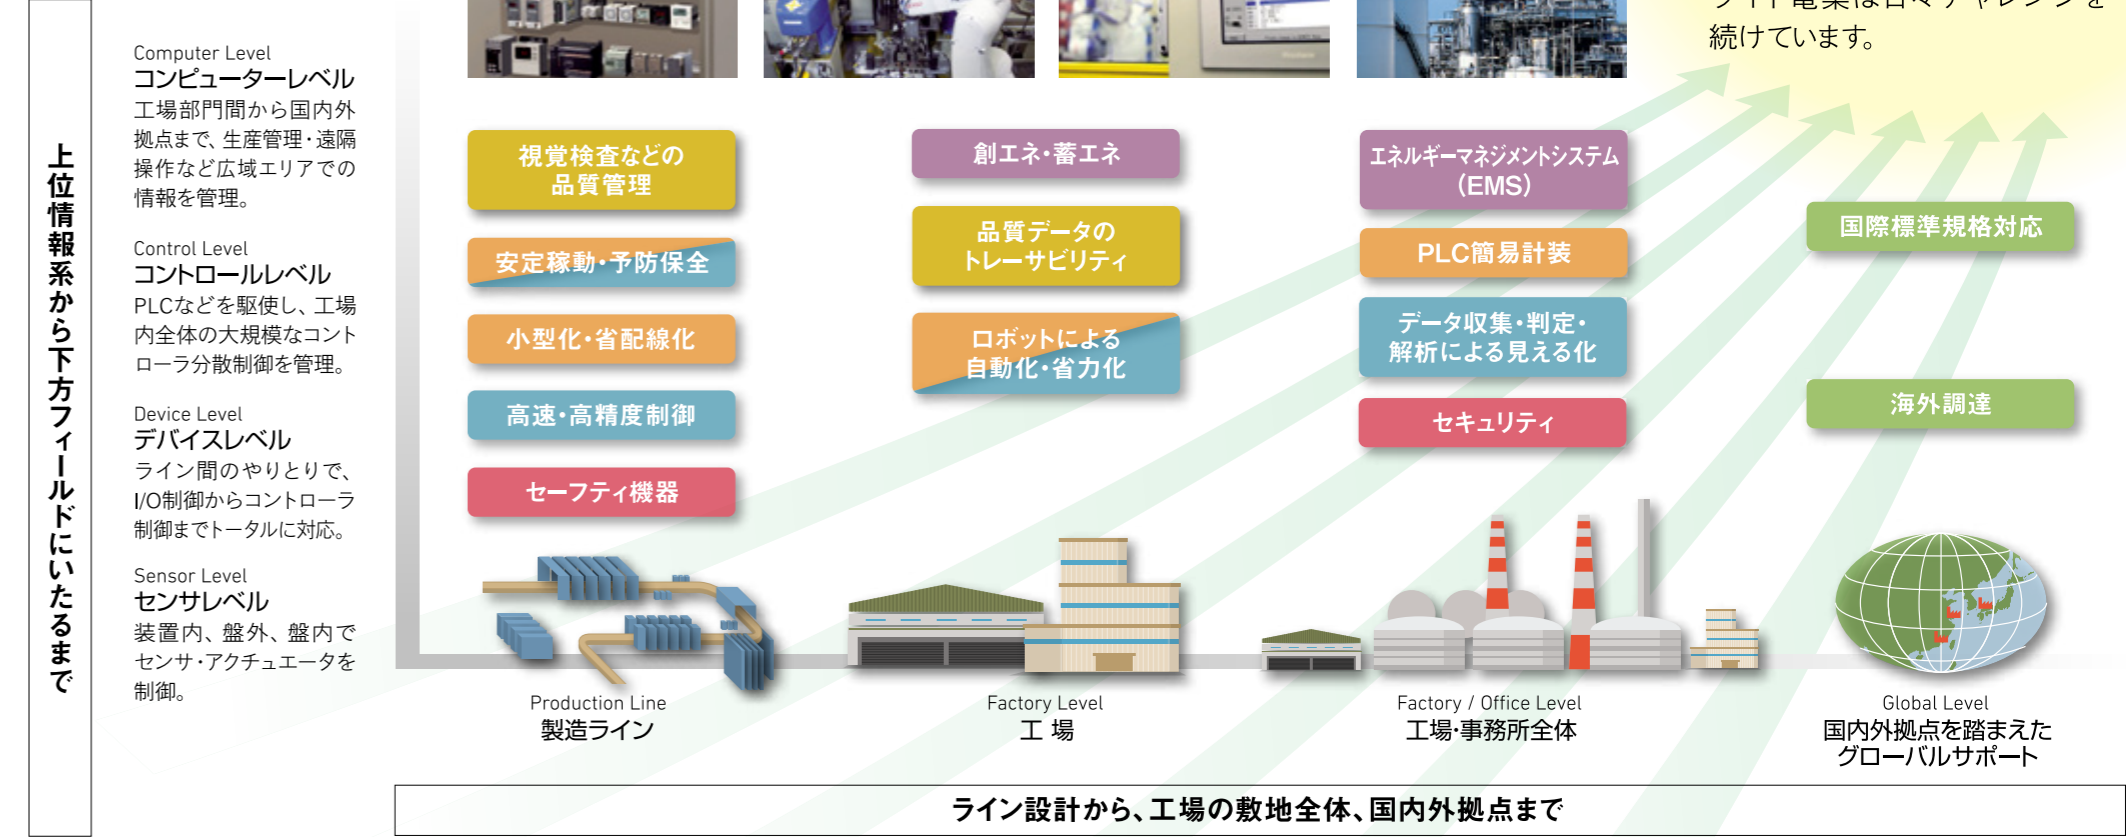 続けています。
上位情報系から下方フィールドにいたるまで
Computer Level
コンピューターレベル
工場部門間から国内外
拠点まで、生産管理・遠隔
操作など広域エリアでの
情報を管理。
Control Level
コントロールレベル
PLCなどを駆使し、工場
内全体の大規模なコント
ローラ分散制御を管理。
Device Level
デバイスレベル
ライン間のやりとりで、
I/O制御からコントローラ
制御までトータルに対応。
Sensor Level
センサレベル
装置内、盤外、盤内で
センサ・アクチュエータを
制御。
視覚検査などの
品質管理
安定稼動・予防保全
小型化・省配線化
高速・高精度制御
セーフティ機器
創エネ・蓄エネ
品質データの
トレーサビリティ
ロボットによる
自動化・省力化
エネルギーマネジメントシステム
(EMS)
PLC簡易計装
データ収集・判定・
解析による見える化
セキュリティ
国際標準規格対応
海外調達
Production Line
製造ライン
Factory Level
工 場
Factory / Office Level
工場・事務所全体
Global Level
国内外拠点を踏まえた
グローバルサポート
ライン設計から、工場の敷地全体、国内外拠点まで